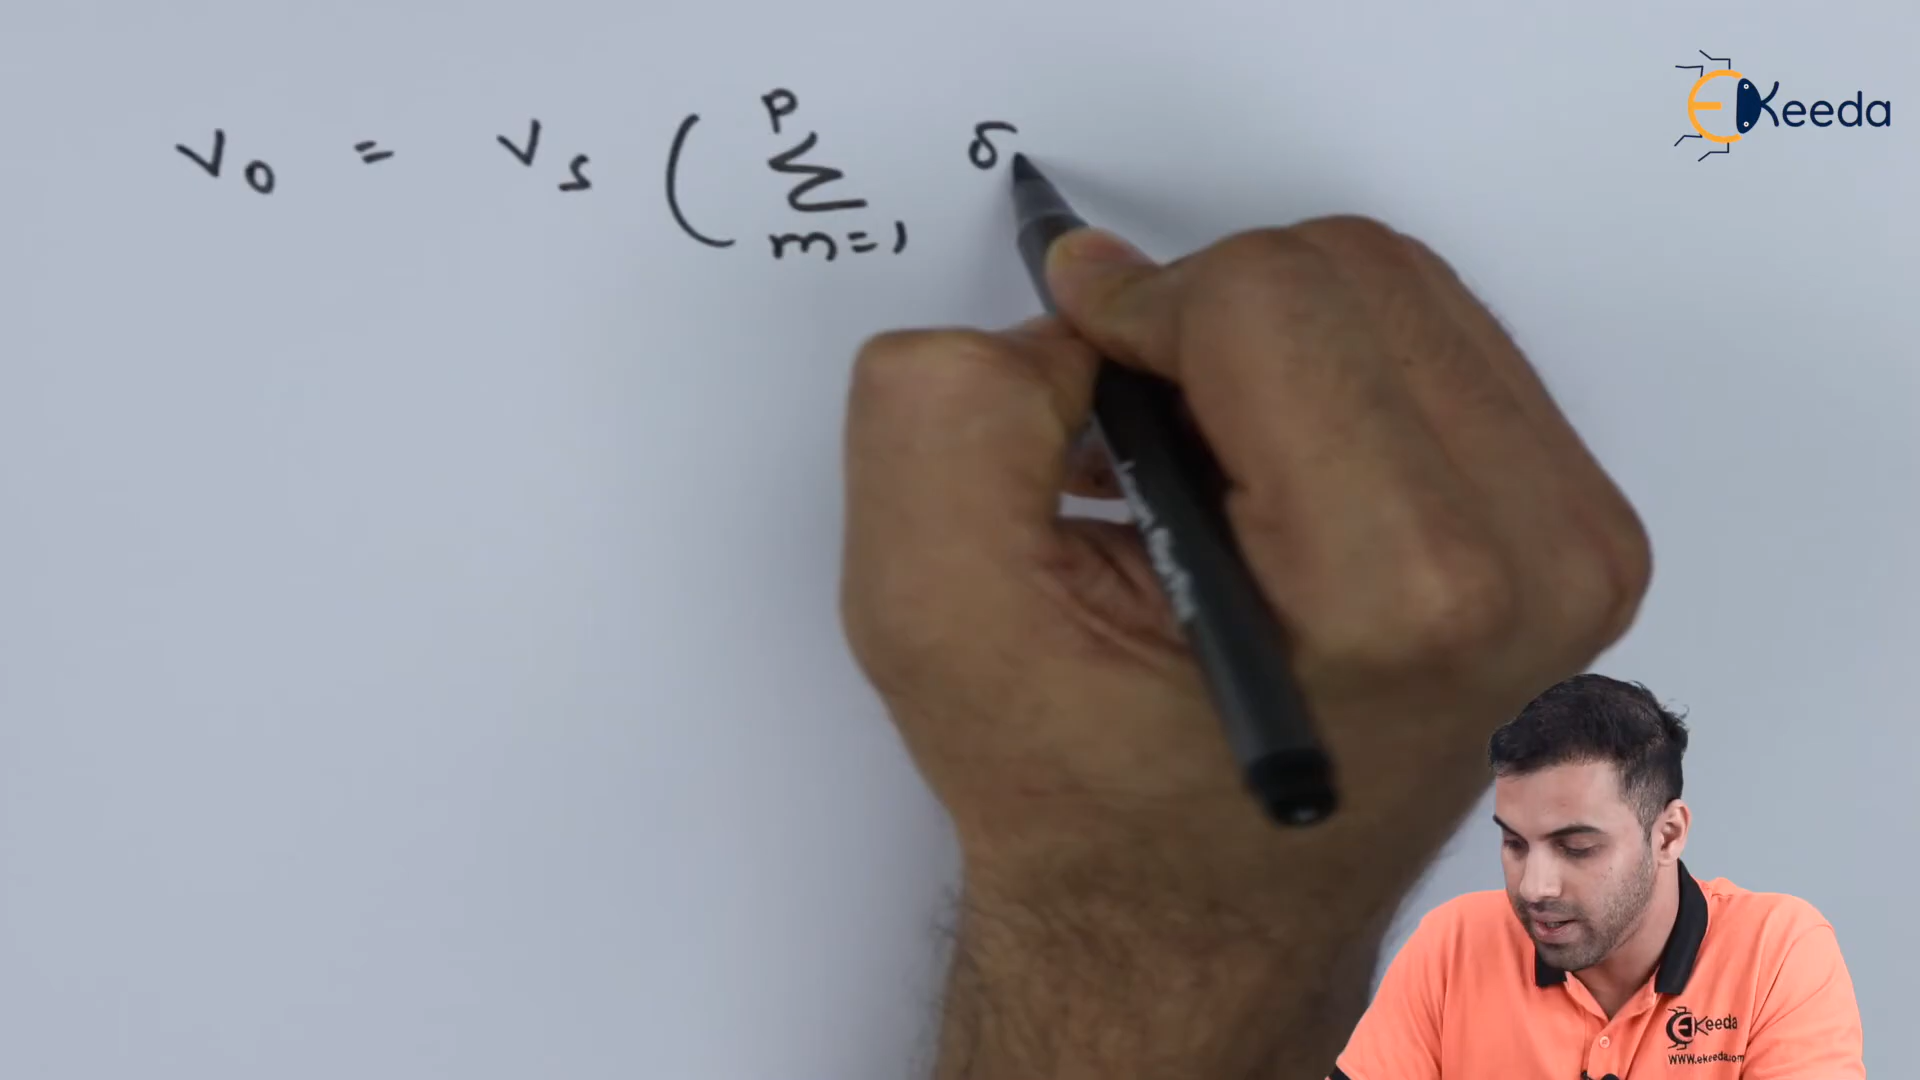 EKeeda
P
V₀ = Vₛ ( Σ δ
m=1
EKeeda
www.ekeeda.com